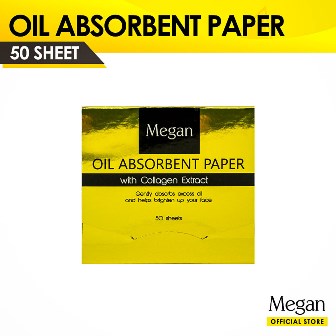 OIL ABSORBENT PAPER
50 SHEET
Megan
OIL ABSORBENT PAPER
with Collagen Extract
Gently absorbs excess oil
and helps brighten up your face
50 sheets
Megan
OFFICIAL STORE